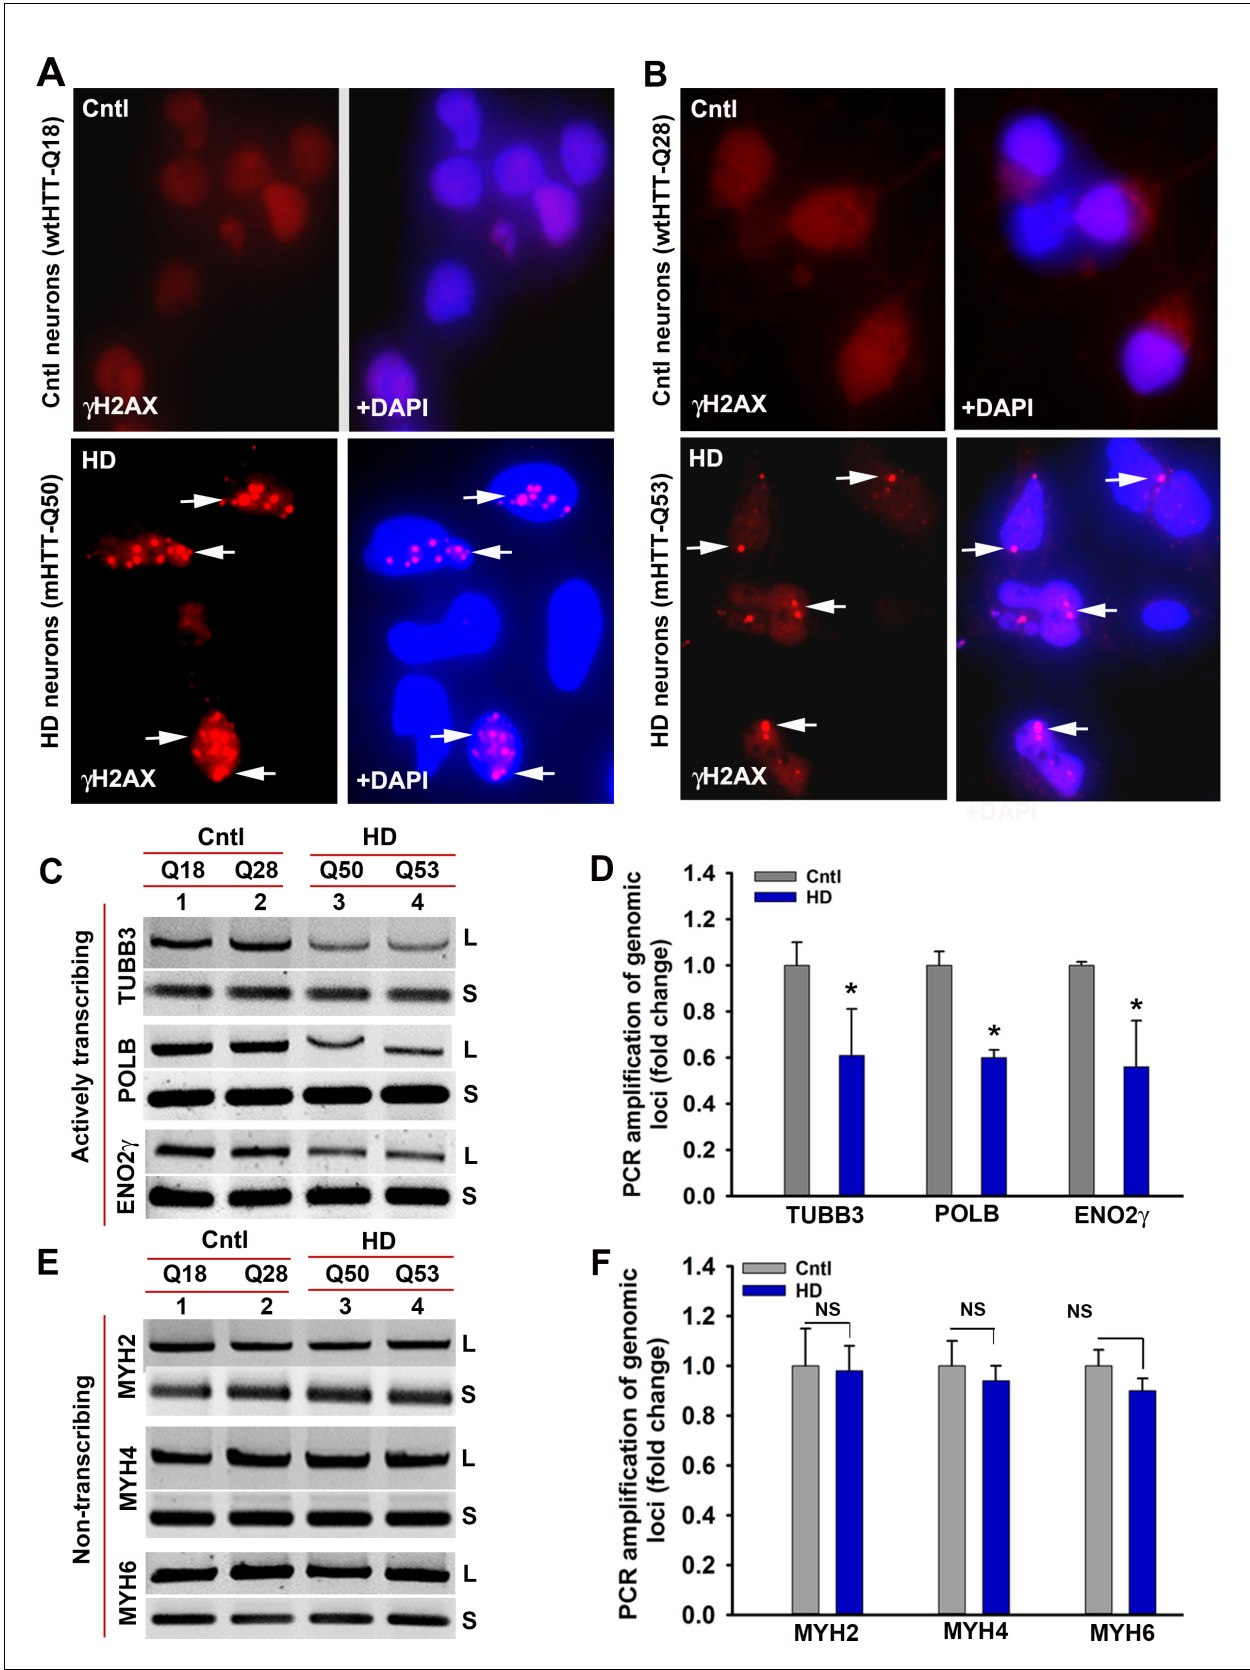 A
B
Cntl neurons (wtHTT-Q18)
Cntl
γH2AX
+DAPI
Cntl neurons (wtHTT-Q28)
Cntl
γH2AX
+DAPI
HD neurons (mHTT-Q50)
HD
γH2AX
+DAPI
HD neurons (mHTT-Q53)
HD
γH2AX
+DAPI
C
Cntl HD
Q18 Q28 Q50 Q53
1 2 3 4
Actively transcribing
TUBB3
L
S
POLB
L
S
ENO2γ
L
S
D
PCR amplification of genomic
loci (fold change)
Cntl
HD
1.4
1.2
1.0
0.8
0.6
0.4
0.2
0.0
* * *
TUBB3 POLB ENO2γ
E
Cntl HD
Q18 Q28 Q50 Q53
1 2 3 4
Non-transcribing
MYH2
L
S
MYH4
L
S
MYH6
L
S
F
PCR amplification of genomic
loci (fold change)
Cntl
HD
1.4
1.2
1.0
0.8
0.6
0.4
0.2
0.0
NS NS NS
MYH2 MYH4 MYH6